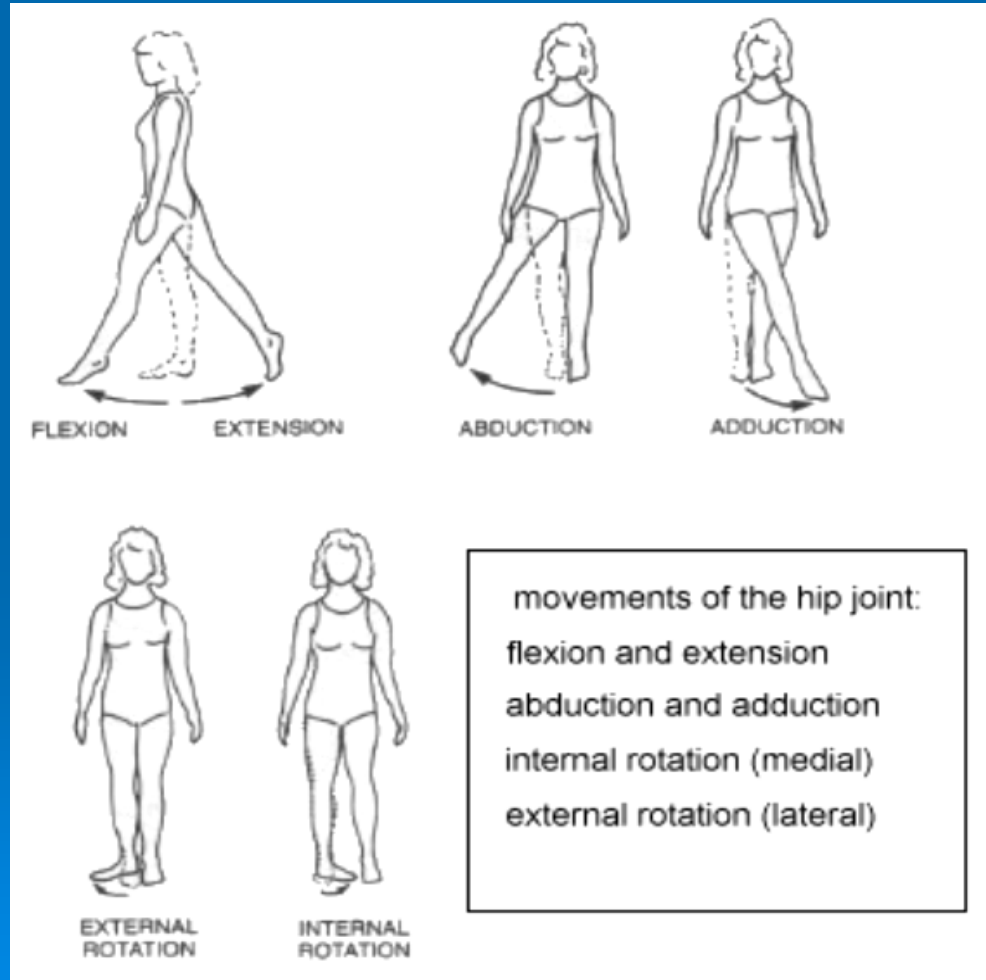 FLEXION
EXTENSION
ABDUCTION
ADDUCTION
EXTERNAL
ROTATION
INTERNAL
ROTATION
movements of the hip joint:
flexion and extension
abduction and adduction
internal rotation (medial)
external rotation (lateral)